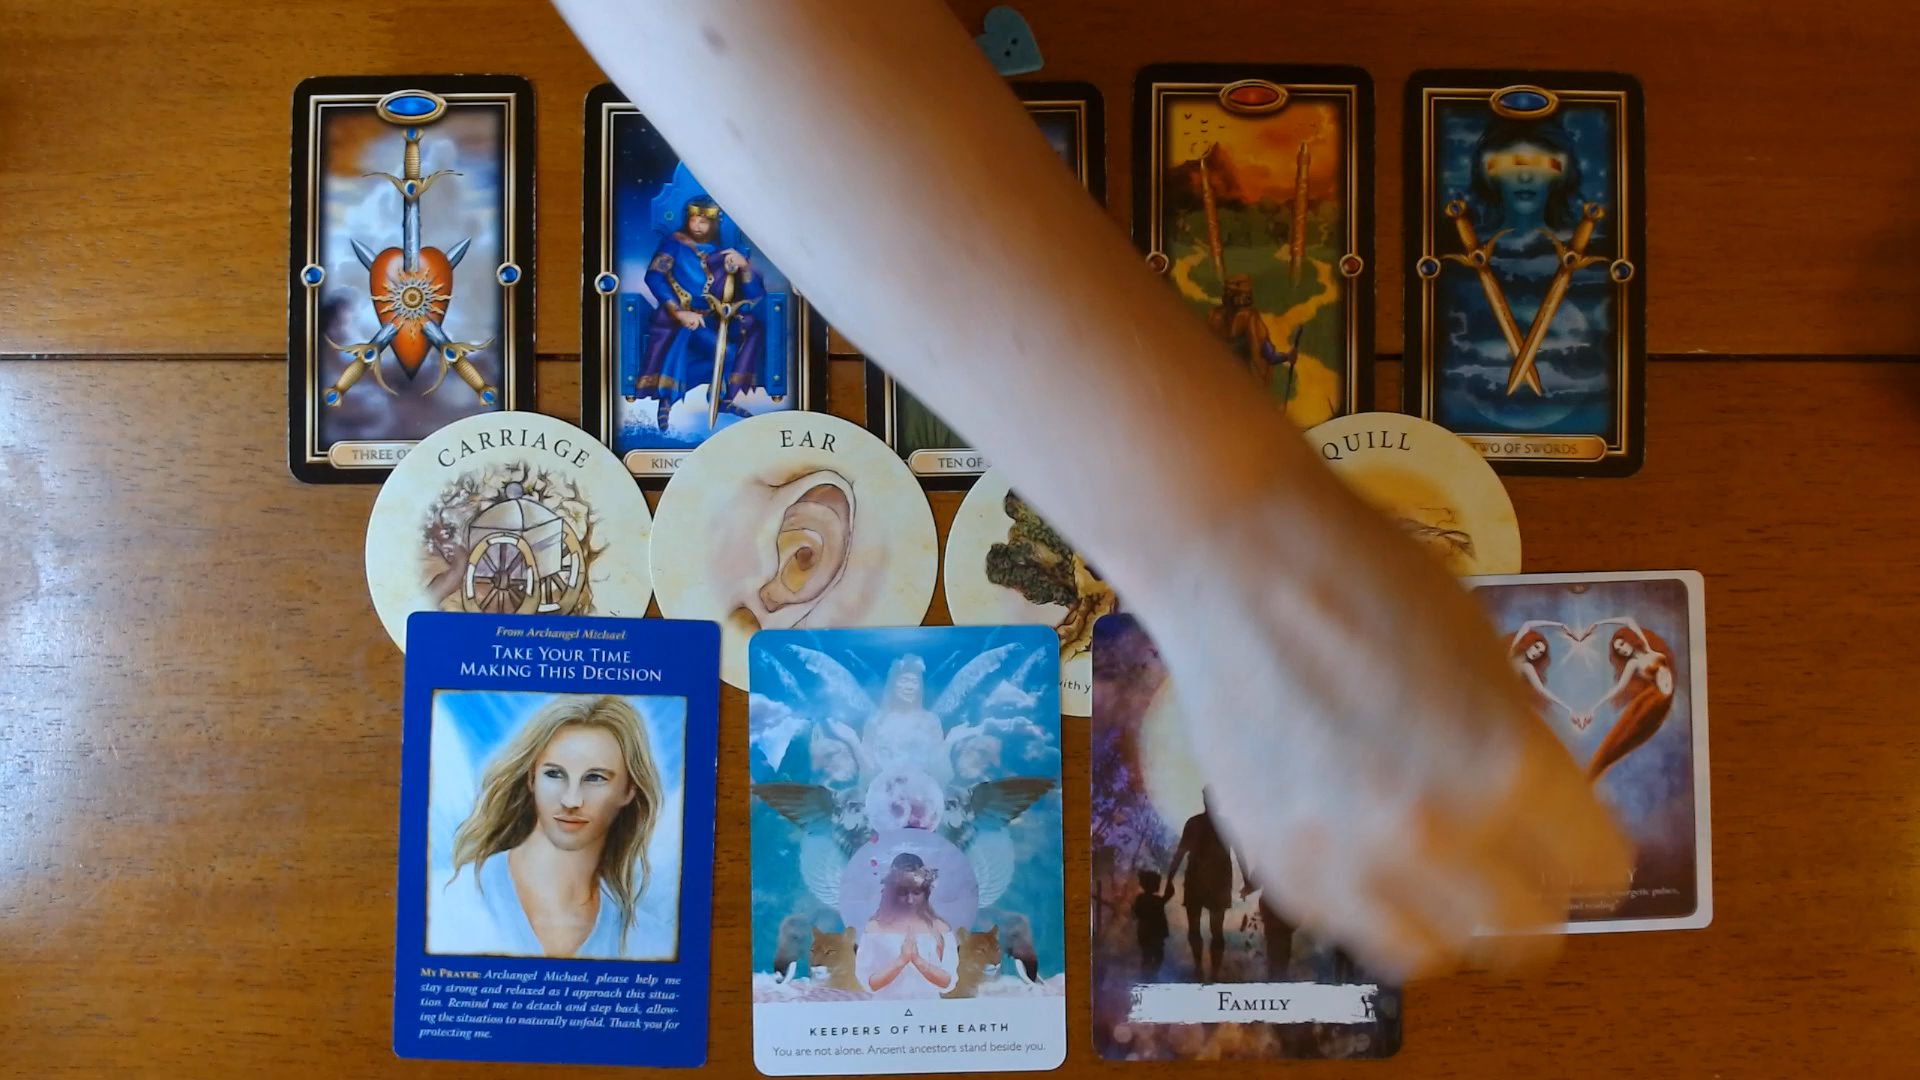 THREE OF
KING
TEN OF
TWO OF SWORDS
CARRIAGE
EAR
QUILL
with
From Archangel Michael
TAKE YOUR TIME
MAKING THIS DECISION
MY PRAYER: Archangel Michael, please help me
stay strong and relaxed as I approach this situa-
tion. Remind me to detach and step back, allow-
ing the situation to naturally unfold. Thank you for
protecting me.
KEEPERS OF THE EARTH
You are not alone. Ancient ancestors stand beside you.
FAMILY